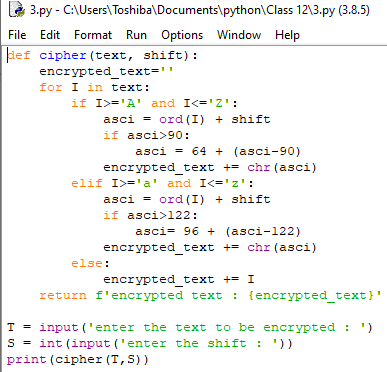 3.py - C:\Users\Toshiba\Documents\python\Class 12\3.py (3.8.5)
File Edit Format Run Options Window Help
def cipher(text, shift):
    encrypted_text=''
    for I in text:
        if I>='A' and I<='Z':
            asci = ord(I) + shift
            if asci>90:
                asci = 64 + (asci-90)
            encrypted_text += chr(asci)
        elif I>='a' and I<='z':
            asci = ord(I) + shift
            if asci>122:
                asci= 96 + (asci-122)
            encrypted_text += chr(asci)
        else:
            encrypted_text += I
    return f'encrypted text : {encrypted_text}'
T = input('enter the text to be encrypted : ')
S = int(input('enter the shift : '))
print(cipher(T,S))